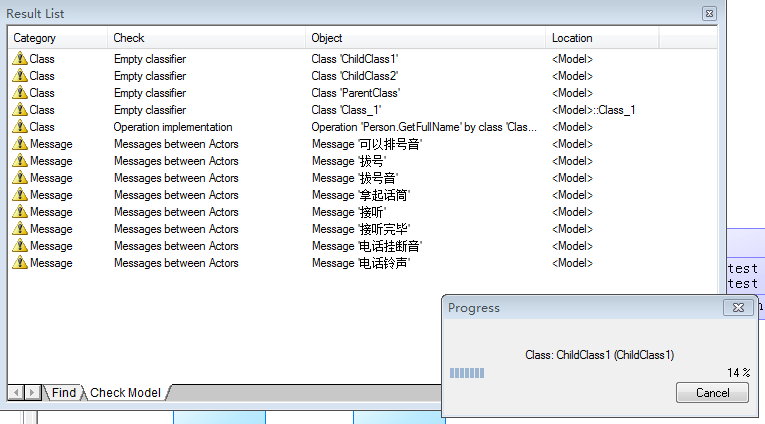 Result List
Category Check Object Location
Class Empty classifier Class 'ChildClass1' <Model>
Class Empty classifier Class 'ChildClass2' <Model>
Class Empty classifier Class 'ParentClass' <Model>
Class Empty classifier Class 'Class_1' <Model>::Class_1
Class Operation implementation Operation 'Person.GetFullName' by class 'Clas... <Model>
Message Messages between Actors Message '可以排号音' <Model>
Message Messages between Actors Message '拔号' <Model>
Message Messages between Actors Message '拔号音' <Model>
Message Messages between Actors Message '拿起话筒' <Model>
Message Messages between Actors Message '接听' <Model>
Message Messages between Actors Message '接听完毕' <Model>
Message Messages between Actors Message '电话挂断音' <Model>
Message Messages between Actors Message '电话铃声' <Model>
test
test
Progress
Class: ChildClass1 (ChildClass1)
14 %
Cancel
Find Check Model